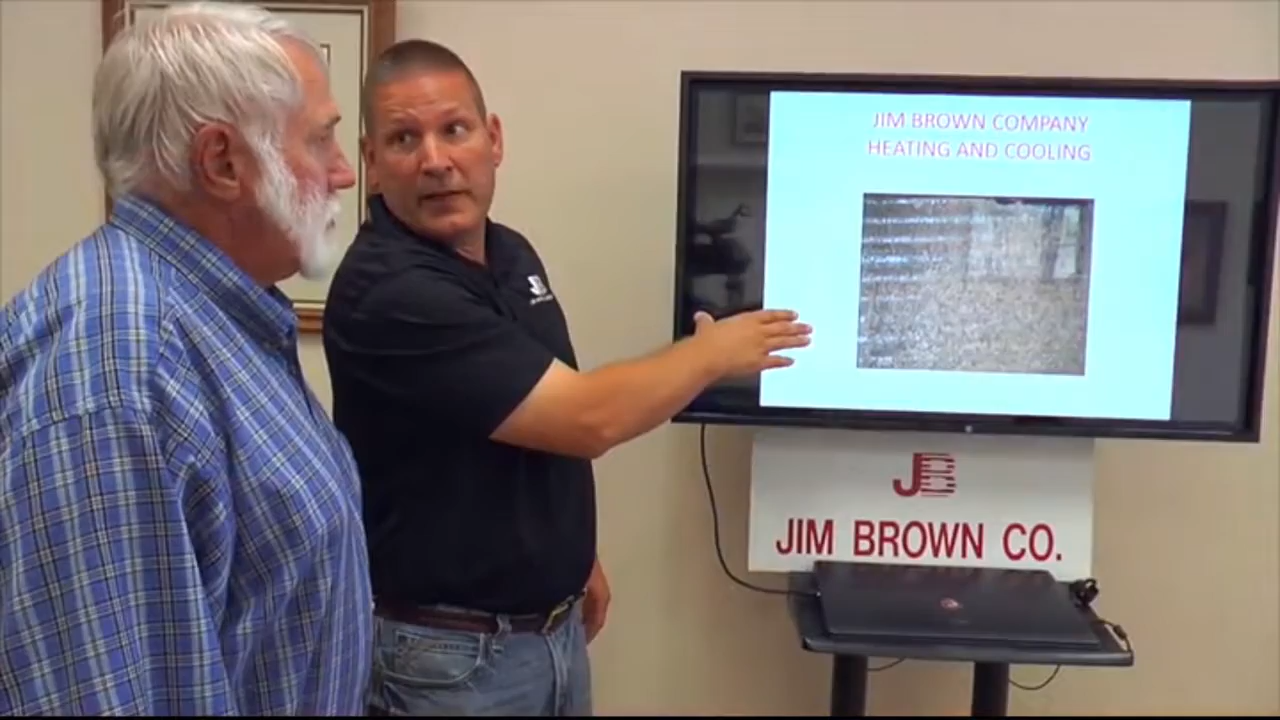 JIM BROWN COMPANY
HEATING AND COOLING
JB
JIM BROWN CO.